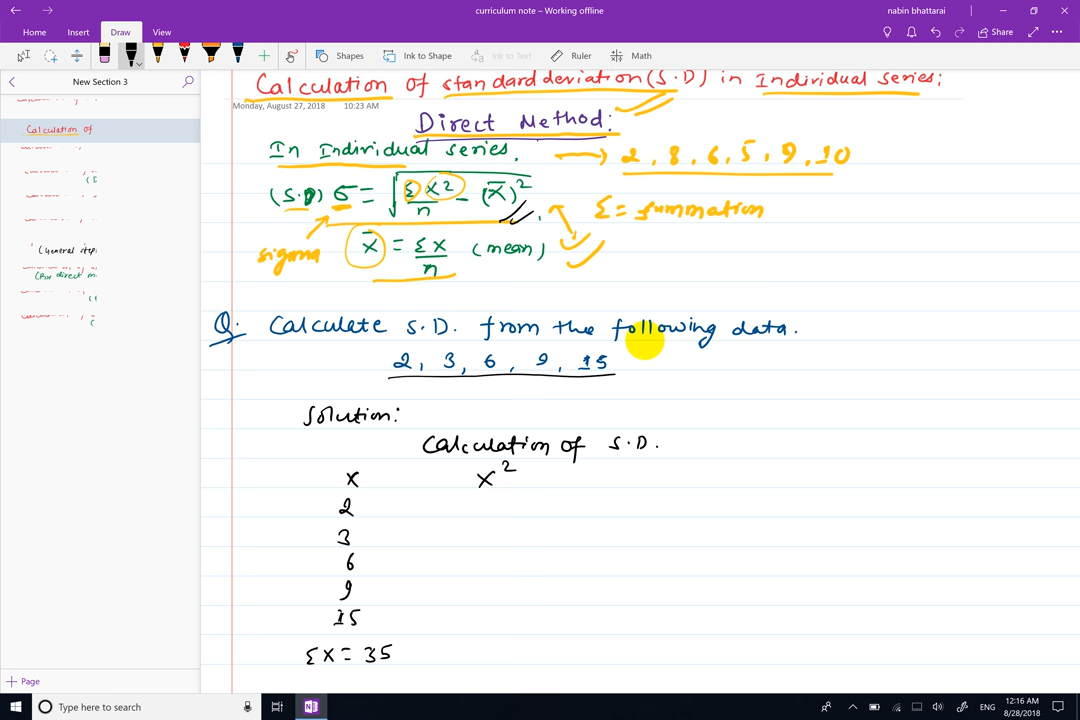 curriculum note – Working offline
nabin bhattarai
Home Insert Draw View
Share
Shapes Ink to Shape Ink to Text Ruler Math
New Section 3
Calculation of standard deviation (S.D) in Individual series:
Monday, August 27, 2018 10:23 AM
Calculation of
Direct Method:
In Individual series. → 2, 8, 6, 5, 9, 10
(S.D) σ = √(Σx²/n − (x̄)²) Σ = summation
sigma
x̄ = Σx/n (mean)
(General step
(For direct m
Q. Calculate S.D. from the following data.
2, 3, 6, 9, 15
Solution:
Calculation of S.D.
x x²
2
3
6
9
15
Σx = 35
+ Page
Type here to search
ENG
12:16 AM
8/28/2018